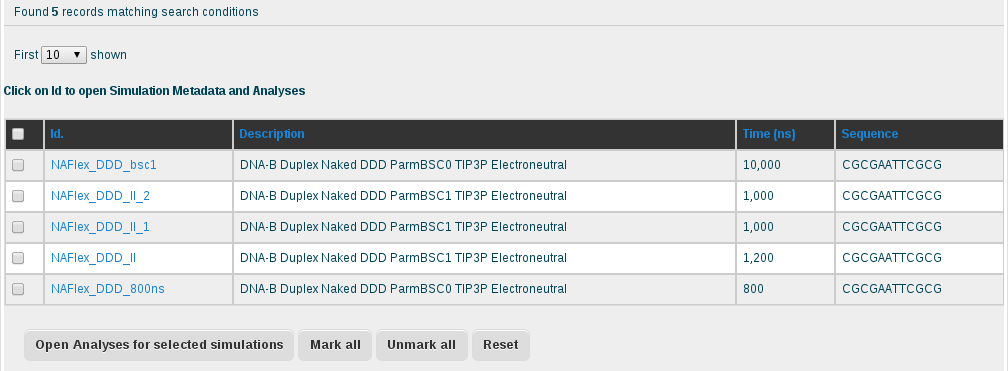 Found 5 records matching search conditions
First 10 shown
Click on Id to open Simulation Metadata and Analyses
Id. Description Time (ns) Sequence
NAFlex_DDD_bsc1 DNA-B Duplex Naked DDD ParmBSC0 TIP3P Electroneutral 10,000 CGCGAATTCGCG
NAFlex_DDD_II_2 DNA-B Duplex Naked DDD ParmBSC1 TIP3P Electroneutral 1,000 CGCGAATTCGCG
NAFlex_DDD_II_1 DNA-B Duplex Naked DDD ParmBSC1 TIP3P Electroneutral 1,000 CGCGAATTCGCG
NAFlex_DDD_II DNA-B Duplex Naked DDD ParmBSC1 TIP3P Electroneutral 1,200 CGCGAATTCGCG
NAFlex_DDD_800ns DNA-B Duplex Naked DDD ParmBSC0 TIP3P Electroneutral 800 CGCGAATTCGCG
Open Analyses for selected simulations Mark all Unmark all Reset